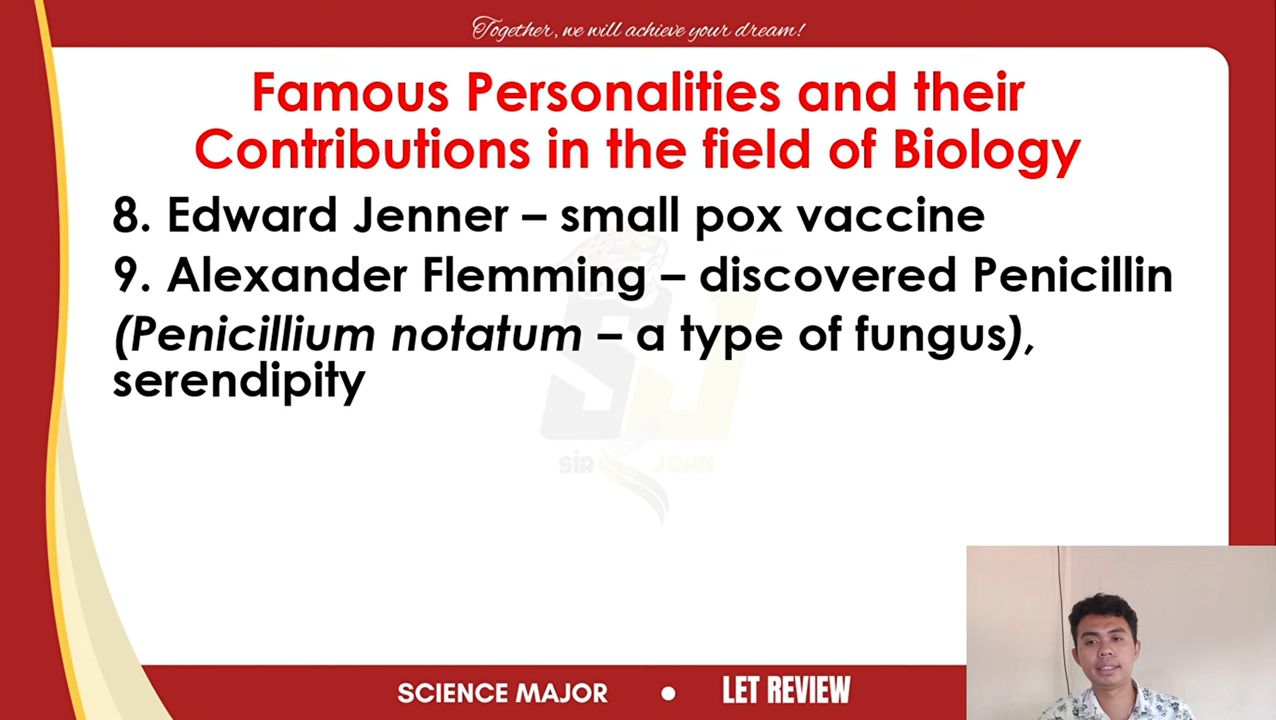 Together, we will achieve your dream!
Famous Personalities and their
Contributions in the field of Biology
8. Edward Jenner – small pox vaccine
9. Alexander Flemming – discovered Penicillin
(Penicillium notatum – a type of fungus),
serendipity
SJ
SiR JOHN
SCIENCE MAJOR ● LET REVIEW